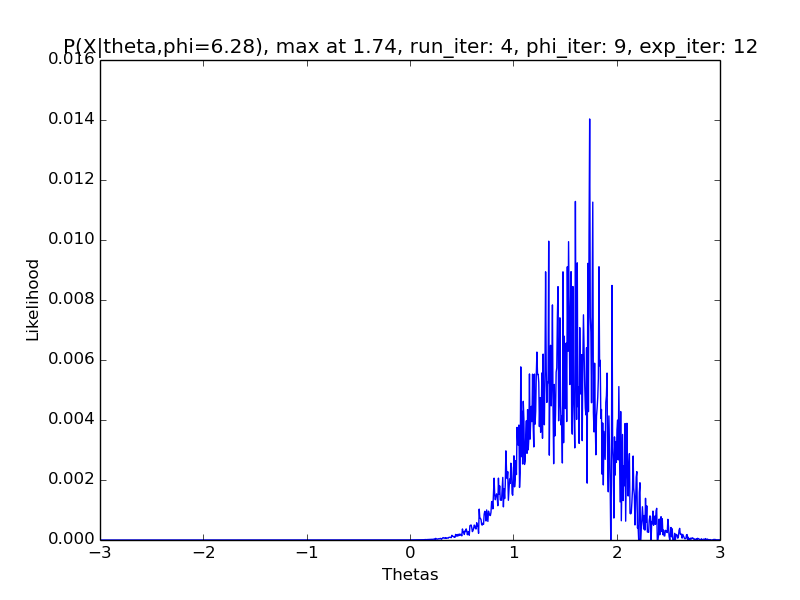 P(X|theta,phi=6.28), max at 1.74, run_iter: 4, phi_iter: 9, exp_iter: 12
0.016
0.014
0.012
0.010
0.008
0.006
0.004
0.002
0.000
Likelihood
−3 −2 −1 0 1 2 3
Thetas